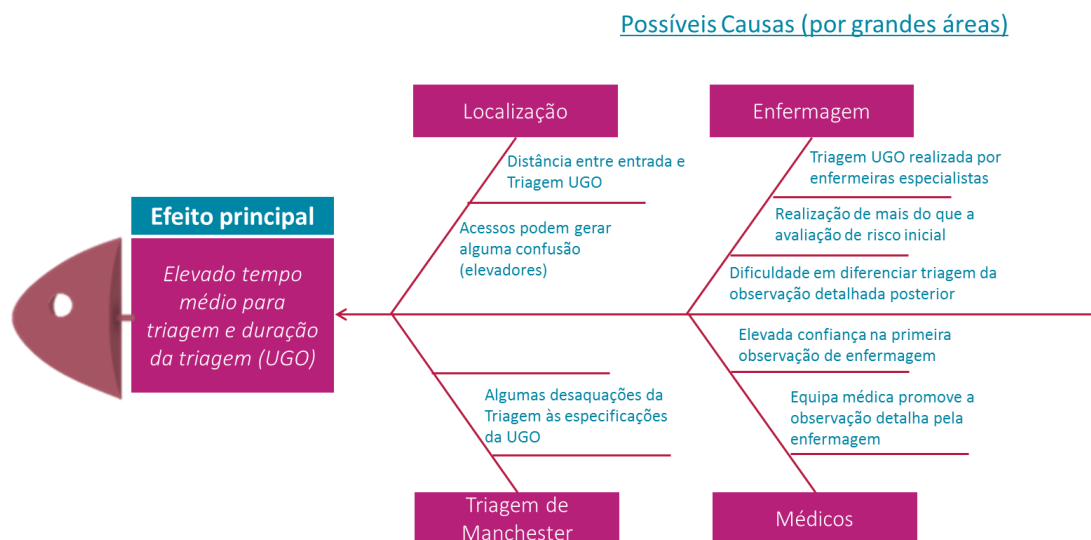 Possíveis Causas (por grandes áreas)
Localização
Enfermagem
Distância entre entrada e
Triagem UGO
Triagem UGO realizada por
enfermeiras especialistas
Efeito principal
Acessos podem gerar
alguma confusão
(elevadores)
Realização de mais do que a
avaliação de risco inicial
Dificuldade em diferenciar triagem da
observação detalhada posterior
Elevado tempo
médio para
triagem e duração
da triagem (UGO)
Elevada confiança na primeira
observação de enfermagem
Algumas desaquações da
Triagem às especificações
da UGO
Equipa médica promove a
observação detalha pela
enfermagem
Triagem de
Manchester
Médicos